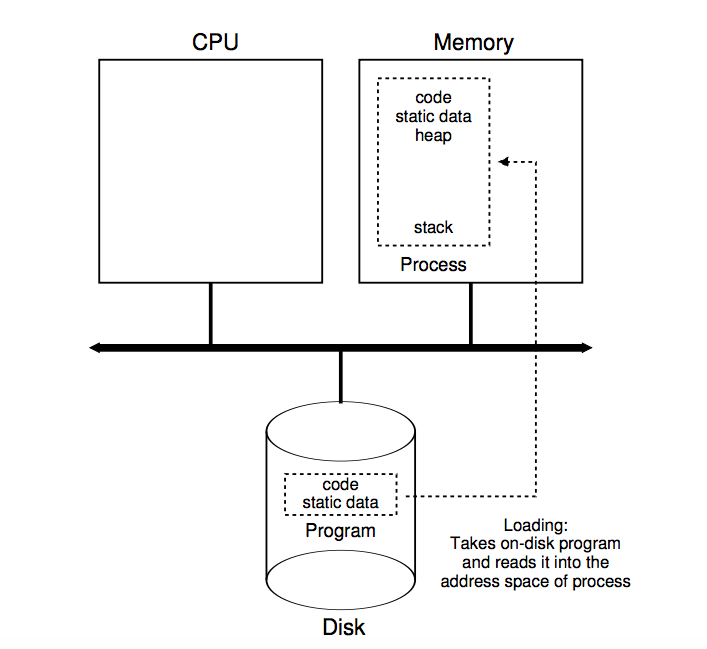 CPU
Memory
code
static data
heap
stack
Process
code
static data
Program
Loading:
Takes on-disk program
and reads it into the
address space of process
Disk